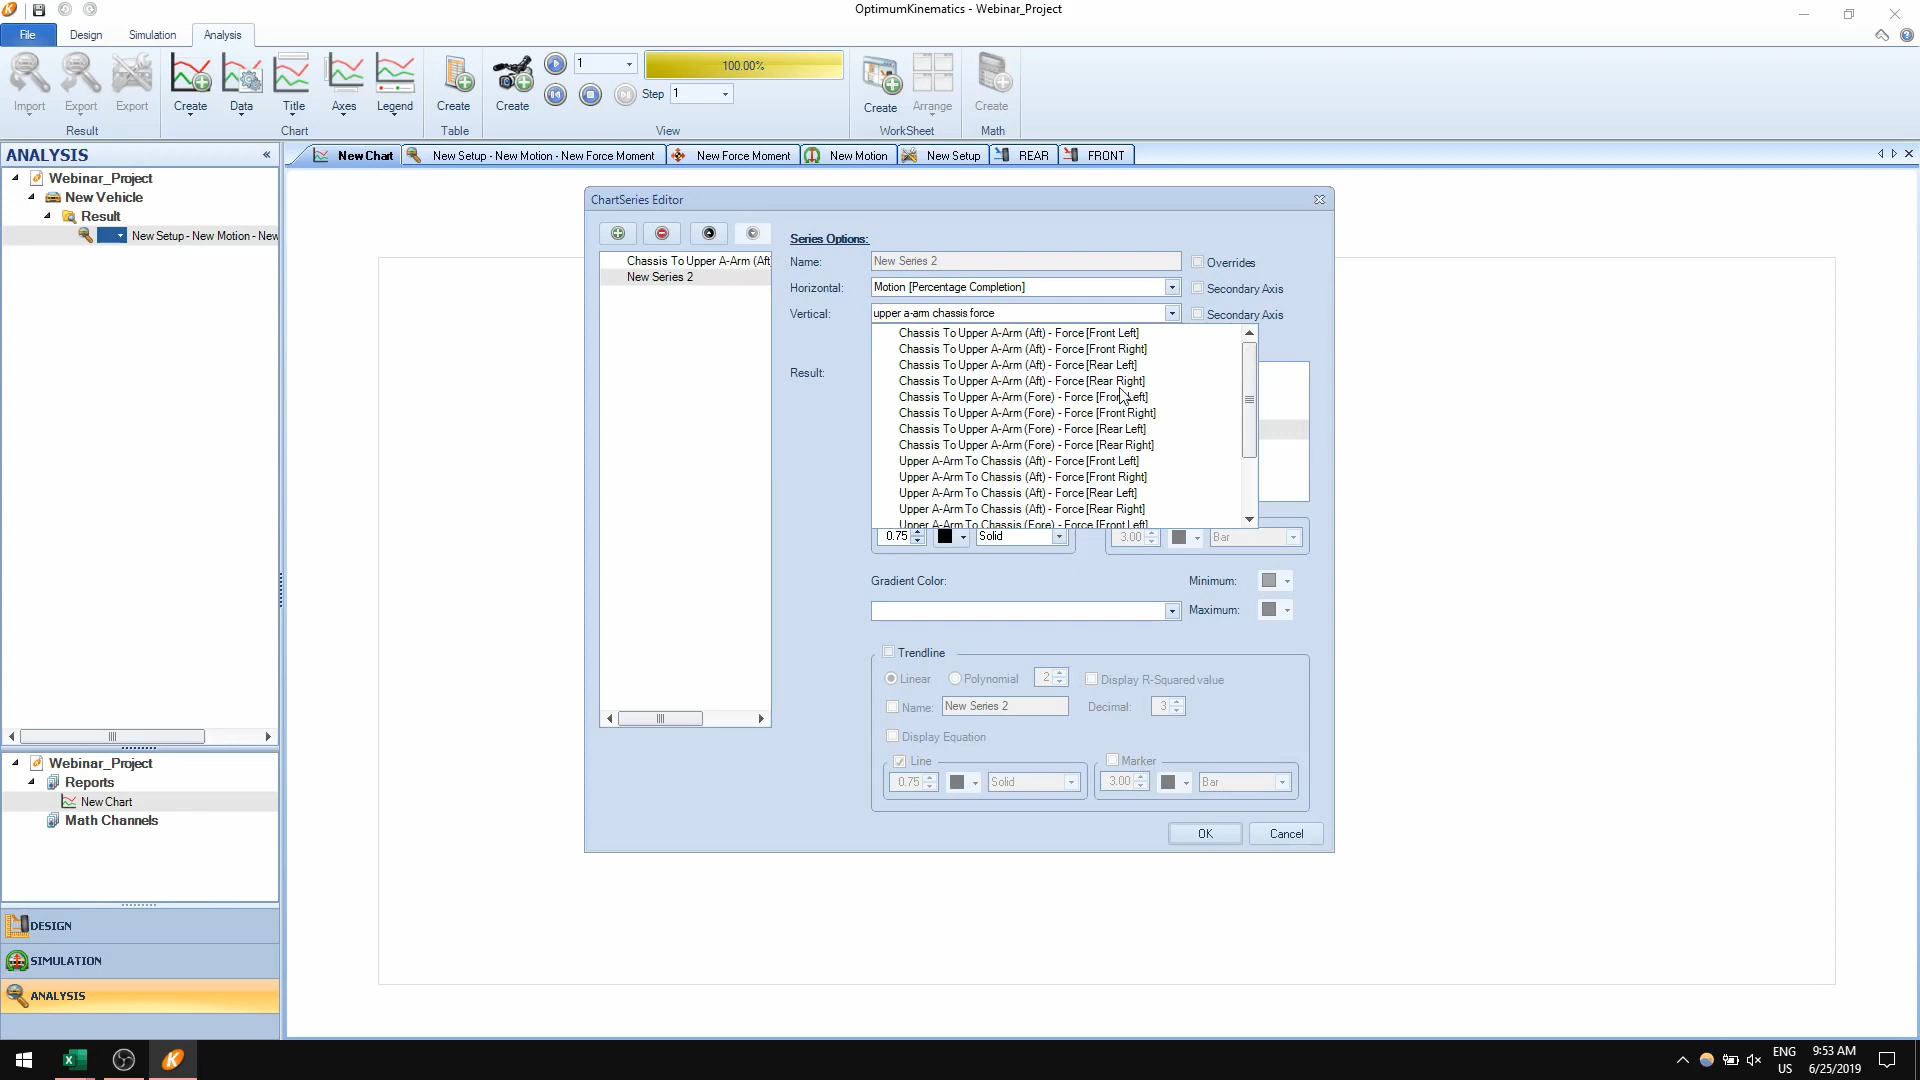 OptimumKinematics - Webinar_Project
File
Design
Simulation
Analysis
Import
Export
Export
Create
Data
Title
Axes
Legend
Create
Create
1
100.00%
Step
1
Create
Arrange
Create
Result
Chart
Table
View
WorkSheet
Math
ANALYSIS
«
New Chart
New Setup - New Motion - New Force Moment
New Force Moment
New Motion
New Setup
REAR
FRONT
Webinar_Project
New Vehicle
Result
New Setup - New Motion - New
ChartSeries Editor
Chassis To Upper A-Arm (Aft
New Series 2
Series Options:
Name:
New Series 2
Overrides
Horizontal:
Motion [Percentage Completion]
Secondary Axis
Vertical:
upper a-arm chassis force
Secondary Axis
Result:
Chassis To Upper A-Arm (Aft) - Force [Front Left]
Chassis To Upper A-Arm (Aft) - Force [Front Right]
Chassis To Upper A-Arm (Aft) - Force [Rear Left]
Chassis To Upper A-Arm (Aft) - Force [Rear Right]
Chassis To Upper A-Arm (Fore) - Force [Front Left]
Chassis To Upper A-Arm (Fore) - Force [Front Right]
Chassis To Upper A-Arm (Fore) - Force [Rear Left]
Chassis To Upper A-Arm (Fore) - Force [Rear Right]
Upper A-Arm To Chassis (Aft) - Force [Front Left]
Upper A-Arm To Chassis (Aft) - Force [Front Right]
Upper A-Arm To Chassis (Aft) - Force [Rear Left]
Upper A-Arm To Chassis (Aft) - Force [Rear Right]
Upper A-Arm To Chassis (Fore) - Force [Front Left]
0.75
Solid
3.00
Bar
Gradient Color:
Minimum:
Maximum:
Trendline
Linear
Polynomial
2
Display R-Squared value
Name:
New Series 2
Decimal:
3
Display Equation
Line
Marker
0.75
Solid
3.00
Bar
OK
Cancel
Webinar_Project
Reports
New Chart
Math Channels
DESIGN
SIMULATION
ANALYSIS
ENG
US
9:53 AM
6/25/2019